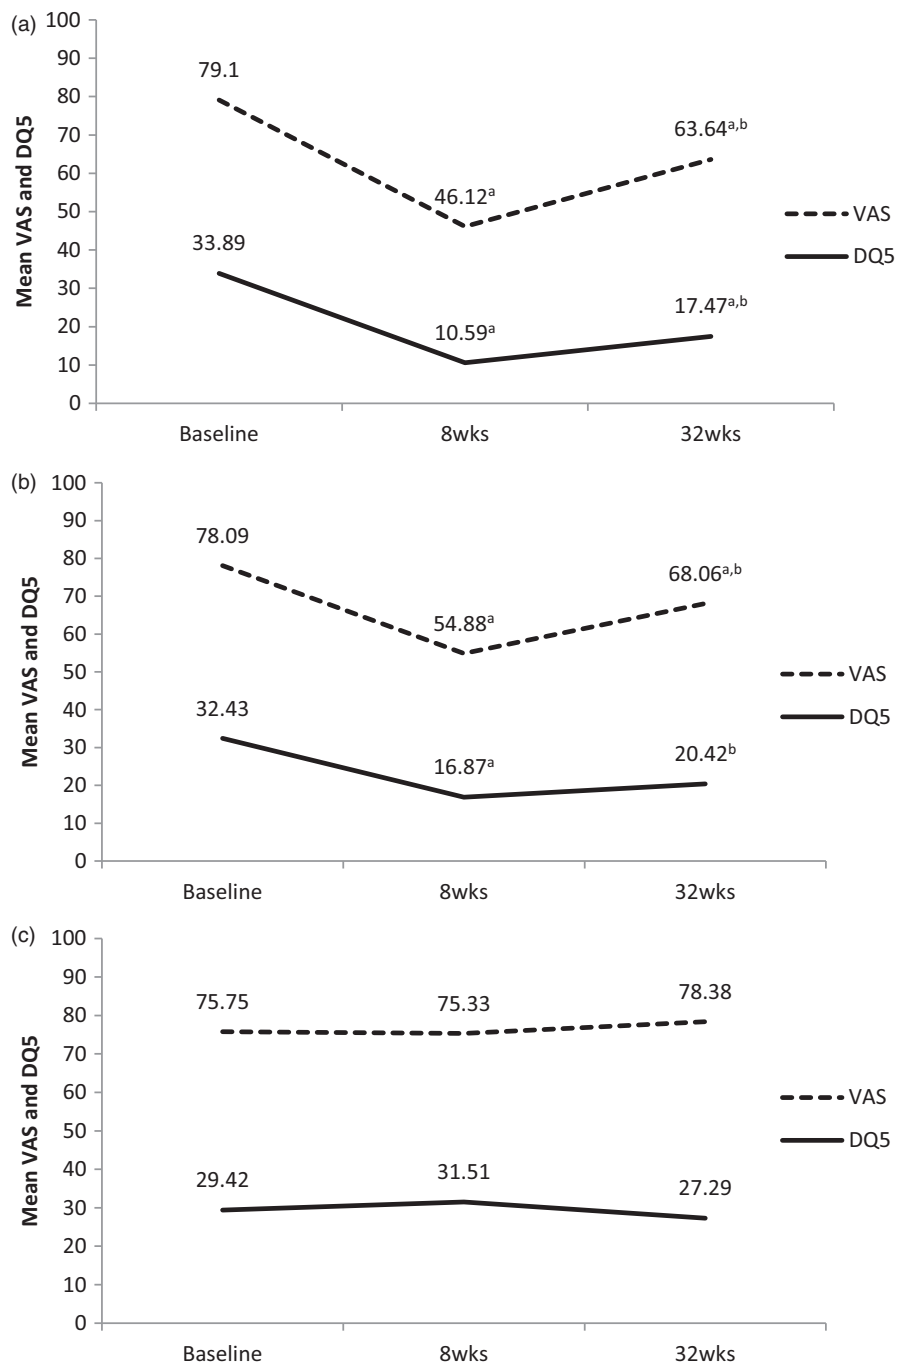 (a)
100
90
80
70
60
50
40
30
20
10
0
Mean VAS and DQ5
79.1
46.12a
63.64a,b
33.89
10.59a
17.47a,b
VAS
DQ5
Baseline 8wks 32wks
(b)
100
90
80
70
60
50
40
30
20
10
0
Mean VAS and DQ5
78.09
54.88a
68.06a,b
32.43
16.87a
20.42b
VAS
DQ5
Baseline 8wks 32wks
(c)
100
90
80
70
60
50
40
30
20
10
0
Mean VAS and DQ5
75.75
75.33
78.38
29.42
31.51
27.29
VAS
DQ5
Baseline 8wks 32wks